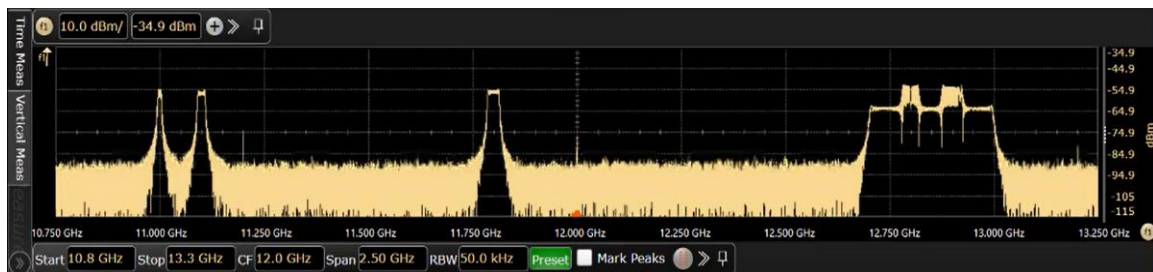 Time Meas
Vertical Meas
f1 10.0 dBm/ -34.9 dBm
f1
-34.9
-44.9
-54.9
-64.9
-74.9
-84.9
-94.9
-105
-115
dBm
10.750 GHz 11.000 GHz 11.250 GHz 11.500 GHz 11.750 GHz 12.000 GHz 12.250 GHz 12.500 GHz 12.750 GHz 13.000 GHz 13.250 GHz f1
Start 10.8 GHz Stop 13.3 GHz CF 12.0 GHz Span 2.50 GHz RBW 50.0 kHz Preset Mark Peaks